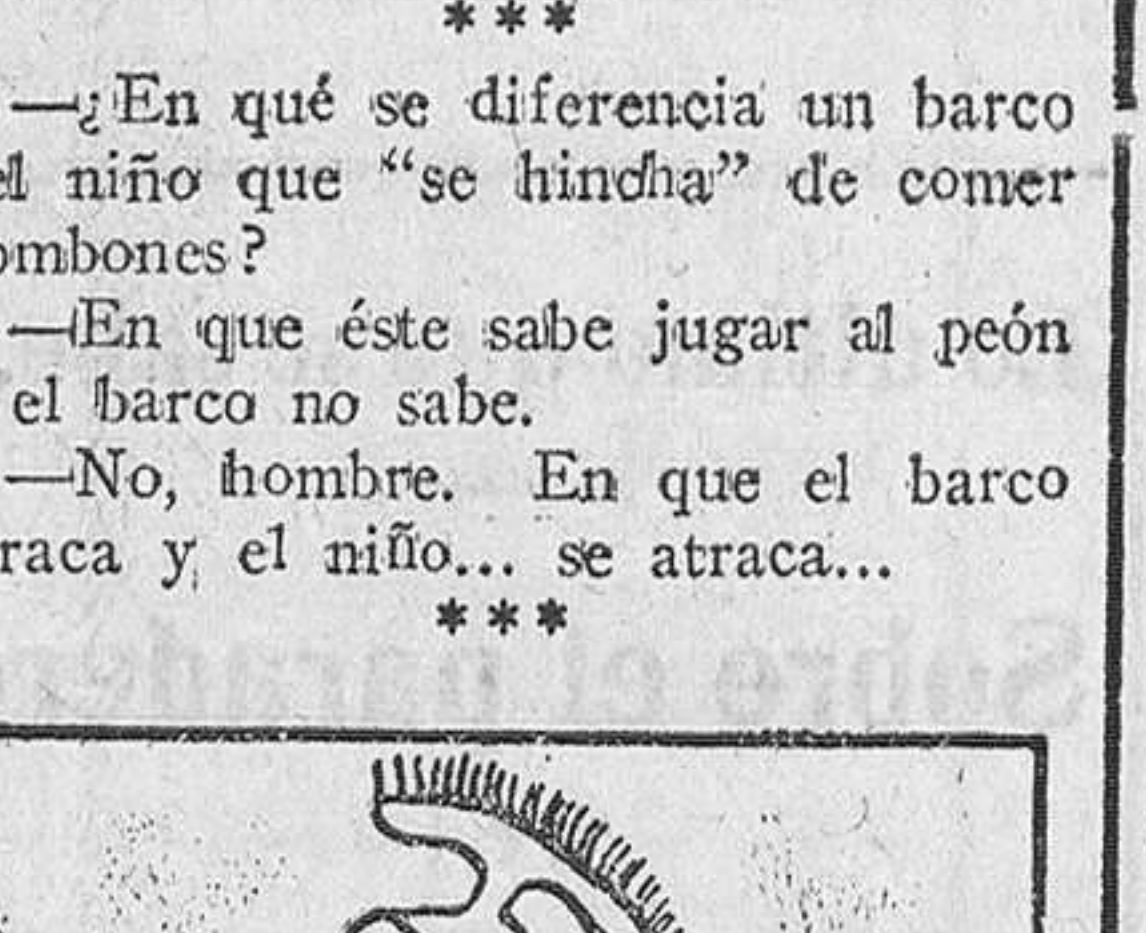 ***
—¿En qué se diferencia un barco
el niño que “se hincha” de comer
ombones?
—En que éste sabe jugar al peón
el barco no sabe.
—No, hombre. En que el barco
raca y el niño... se atraca...
***